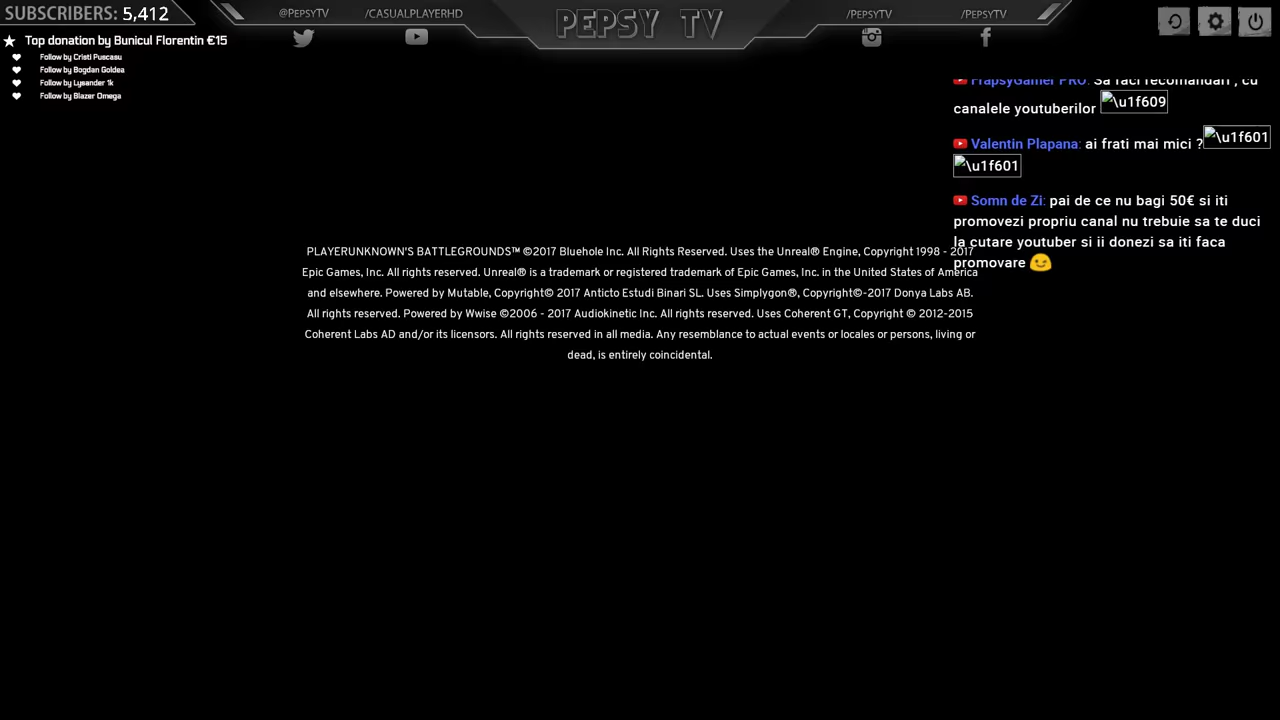 SUBSCRIBERS: 5,412
@PEPSYTV
/CASUALPLAYERHD
PEPSY TV
/PEPSYTV
/PEPSYTV
Top donation by Bunicul Florentin €15
Follow by Cristi Puscasu
Follow by Bogdan Goldea
Follow by Lysander 1k
Follow by Blazer Omega
FrapsyGamer PRO: Sa faci recomandari , cu
canalele youtuberilor \u1f609
Valentin Plapana: ai frati mai mici ? \u1f601
\u1f601
Somn de Zi: pai de ce nu bagi 50€ si iti
promovezi propriu canal nu trebuie sa te duci
la cutare youtuber si ii donezi sa iti faca
promovare 😉
PLAYERUNKNOWN'S BATTLEGROUNDS™ ©2017 Bluehole Inc. All Rights Reserved. Uses the Unreal® Engine, Copyright 1998 - 2017
Epic Games, Inc. All rights reserved. Unreal® is a trademark or registered trademark of Epic Games, Inc. in the United States of America
and elsewhere. Powered by Mutable, Copyright© 2017 Anticto Estudi Binari SL. Uses Simplygon®, Copyright©-2017 Donya Labs AB.
All rights reserved. Powered by Wwise ©2006 - 2017 Audiokinetic Inc. All rights reserved. Uses Coherent GT, Copyright © 2012-2015
Coherent Labs AD and/or its licensors. All rights reserved in all media. Any resemblance to actual events or locales or persons, living or
dead, is entirely coincidental.